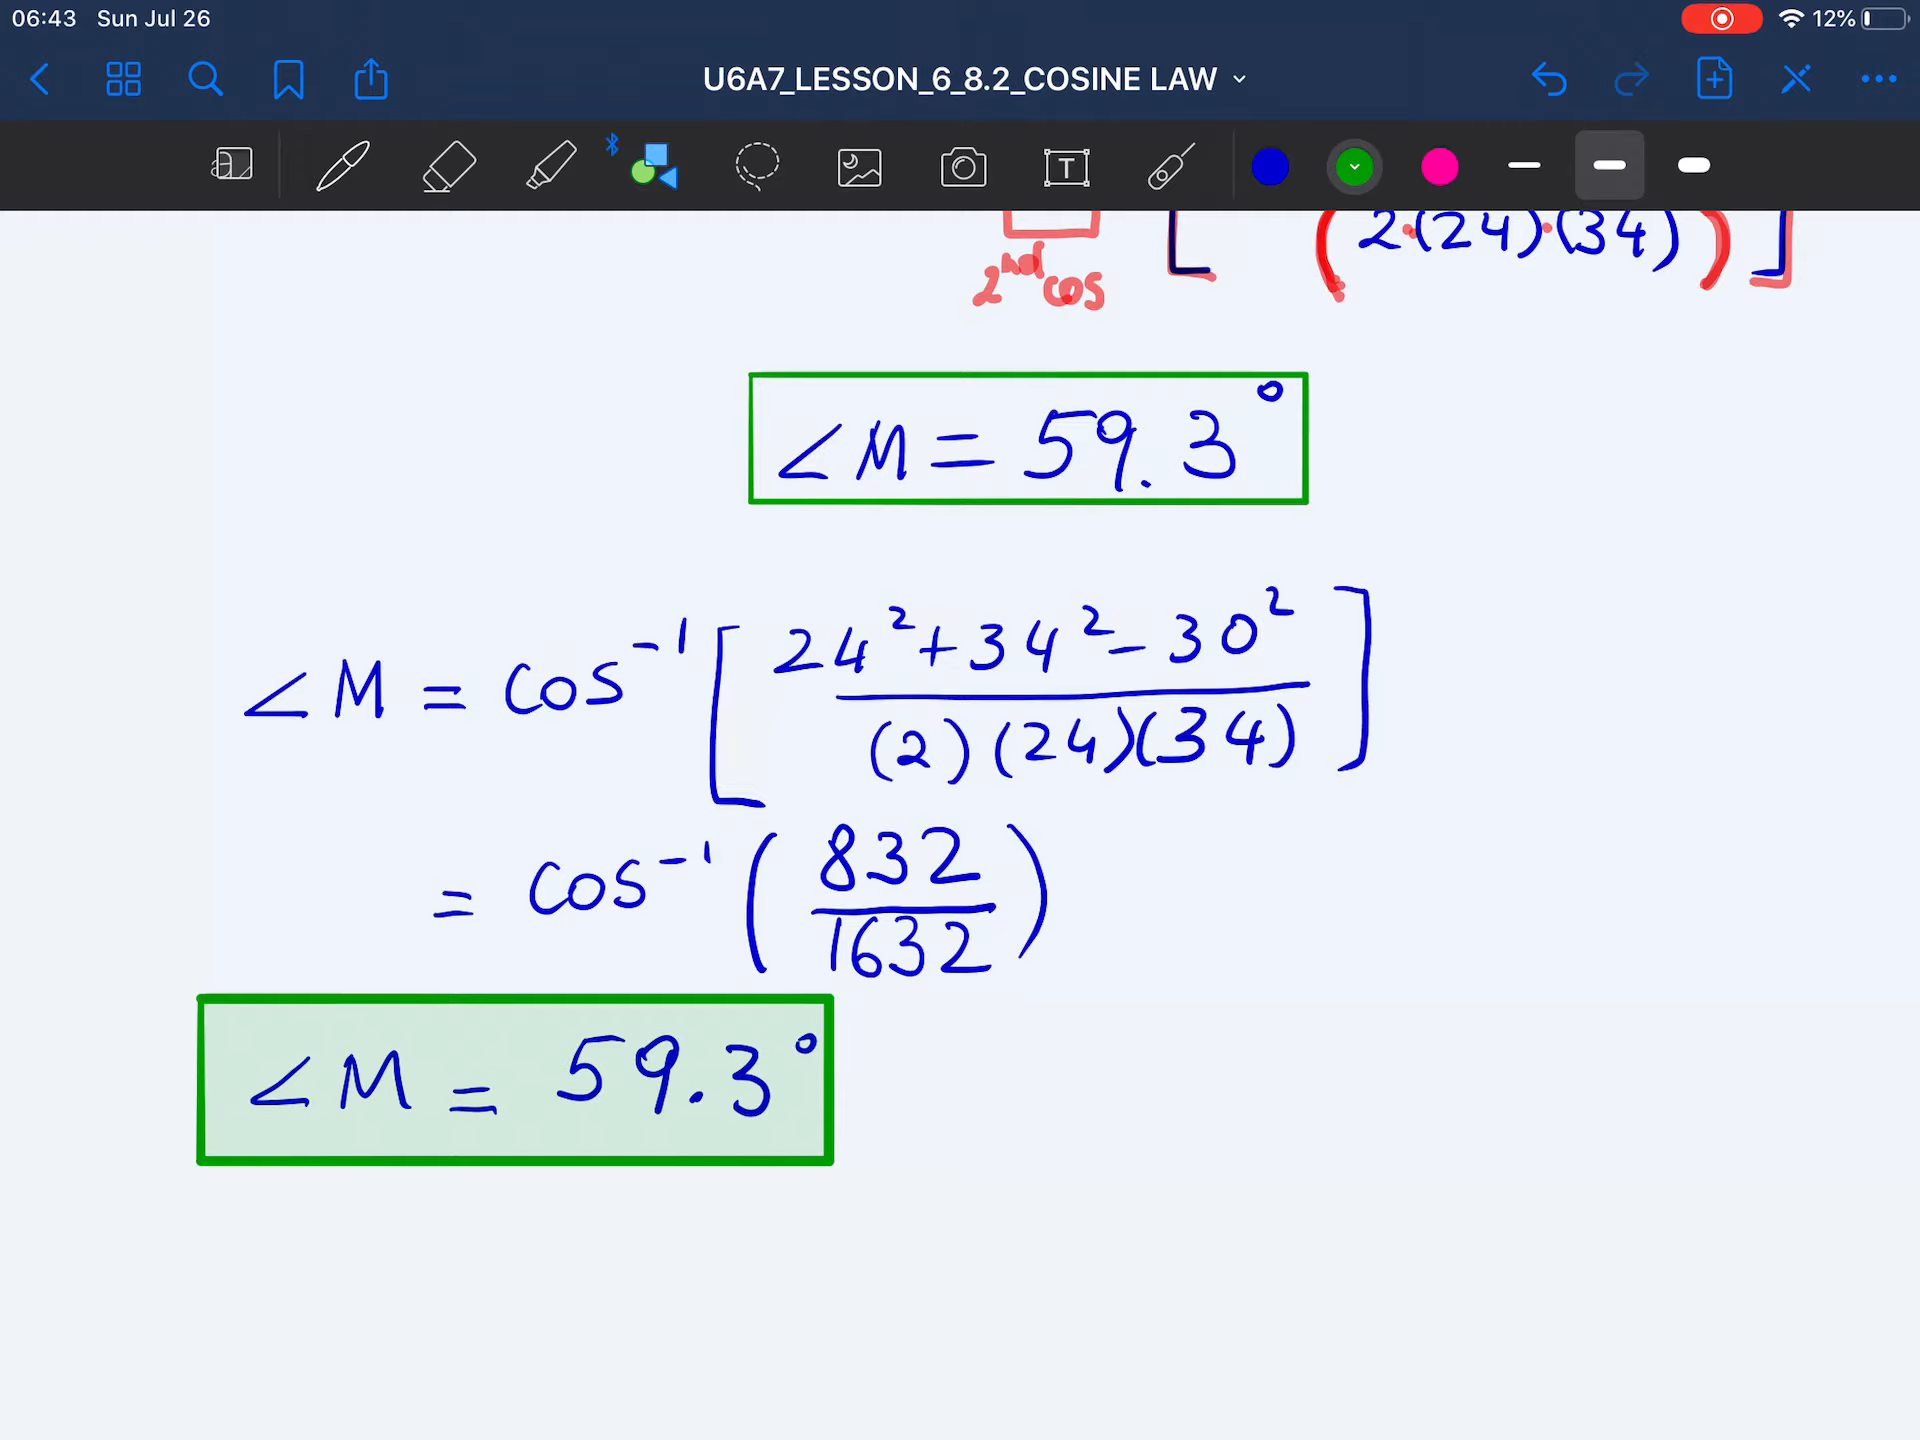 06:43 Sun Jul 26 12%
U6A7_LESSON_6_8.2_COSINE LAW
T
2·(24)·(34)
2nd cos
∠M = 59.3°
∠M = cos⁻¹ [ 24² + 34² - 30² / (2)(24)(34) ]
= cos⁻¹ ( 832 / 1632 )
∠M = 59.3°